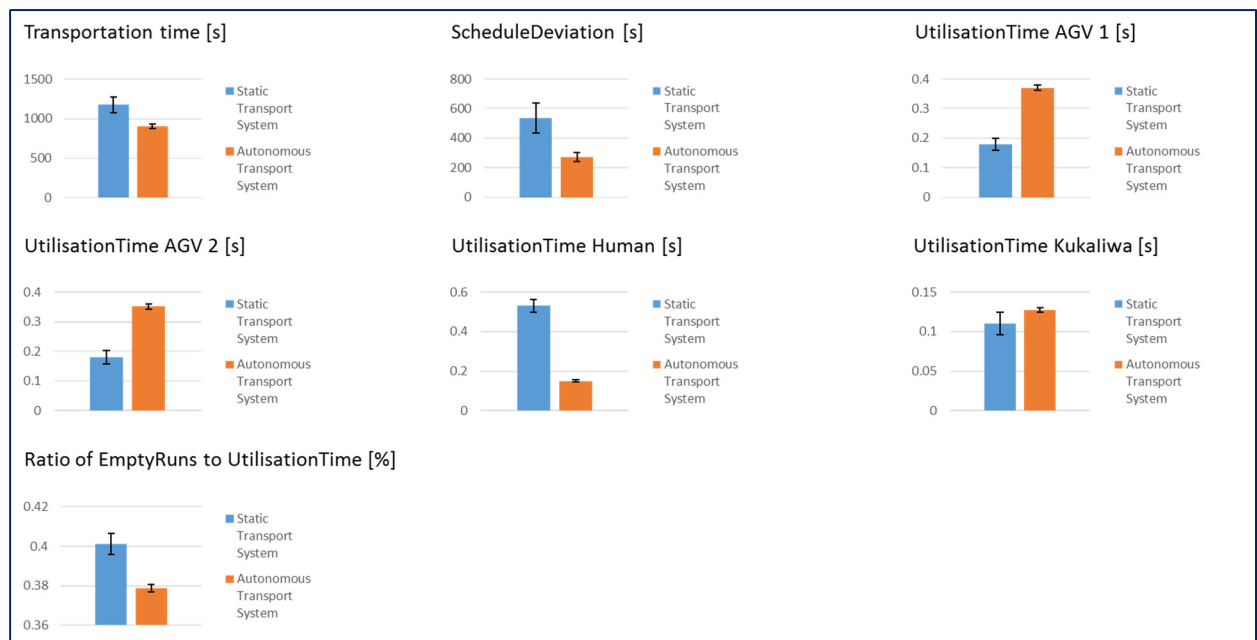 Transportation time [s]
1500
1000
500
0
Static
Transport
System
Autonomous
Transport
System
ScheduleDeviation [s]
800
600
400
200
0
Static
Transport
System
Autonomous
Transport
System
UtilisationTime AGV 1 [s]
0.4
0.3
0.2
0.1
0
Static
Transport
System
Autonomous
Transport
System
UtilisationTime AGV 2 [s]
0.4
0.3
0.2
0.1
0
Static
Transport
System
Autonomous
Transport
System
UtilisationTime Human [s]
0.6
0.4
0.2
0
Static
Transport
System
Autonomous
Transport
System
UtilisationTime Kukaliwa [s]
0.15
0.1
0.05
0
Static
Transport
System
Autonomous
Transport
System
Ratio of EmptyRuns to UtilisationTime [%]
0.42
0.4
0.38
0.36
Static
Transport
System
Autonomous
Transport
System